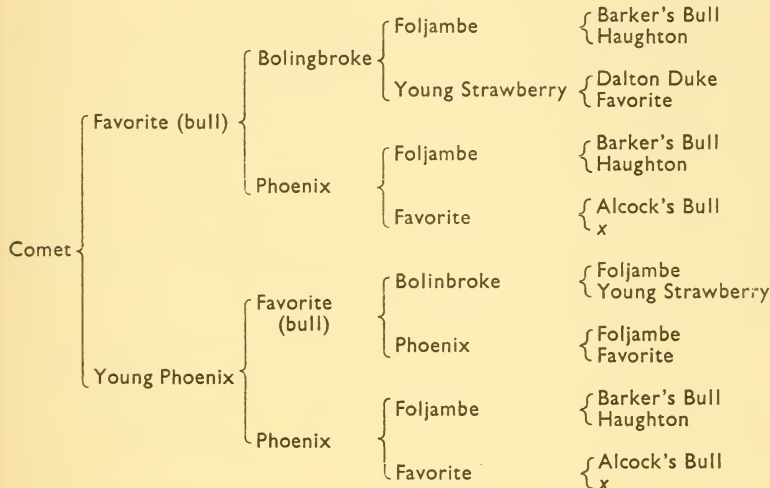 Barker's Bull
Foljambe
Haughton
Bolingbroke
Dalton Duke
Young Strawberry
Favorite
Favorite (bull)
Barker's Bull
Foljambe
Haughton
Phoenix
Alcock's Bull
Favorite
x
Comet
Foljambe
Bolinbroke
Young Strawberry
Favorite
(bull)
Foljambe
Phoenix
Favorite
Young Phoenix
Barker's Bull
Foljambe
Haughton
Phoenix
Alcock's Bull
Favorite
x